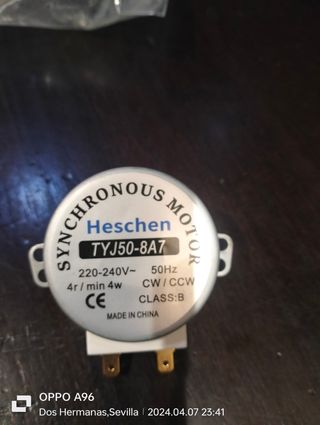 SYNCHRONOUS MOTOR
Heschen
TYJ50-8A7
220-240V~ 50Hz
4r/min 4w CW/CCW
CE CLASS:B
MADE IN CHINA
OPPO A96
Dos Hermanas,Sevilla | 2024.04.07 23:41